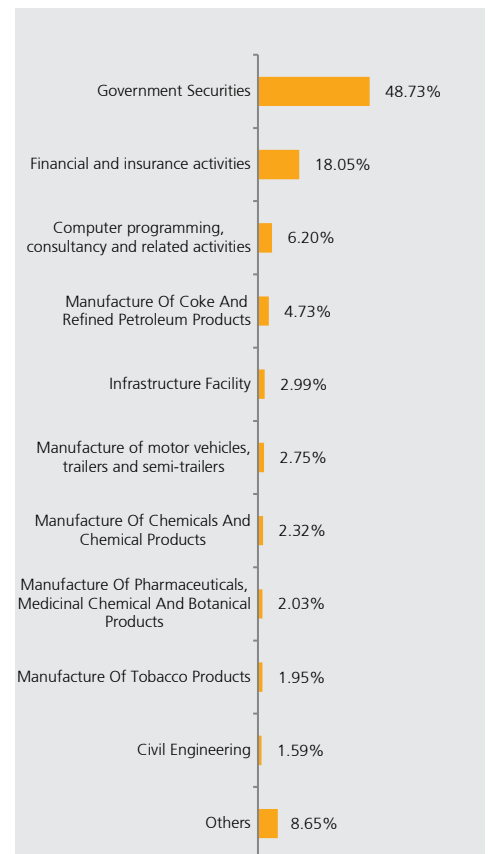 Government Securities 48.73%
Financial and insurance activities 18.05%
Computer programming,
consultancy and related activities 6.20%
Manufacture Of Coke And
Refined Petroleum Products 4.73%
Infrastructure Facility 2.99%
Manufacture of motor vehicles,
trailers and semi-trailers 2.75%
Manufacture Of Chemicals And
Chemical Products 2.32%
Manufacture Of Pharmaceuticals,
Medicinal Chemical And Botanical
Products 2.03%
Manufacture Of Tobacco Products 1.95%
Civil Engineering 1.59%
Others 8.65%